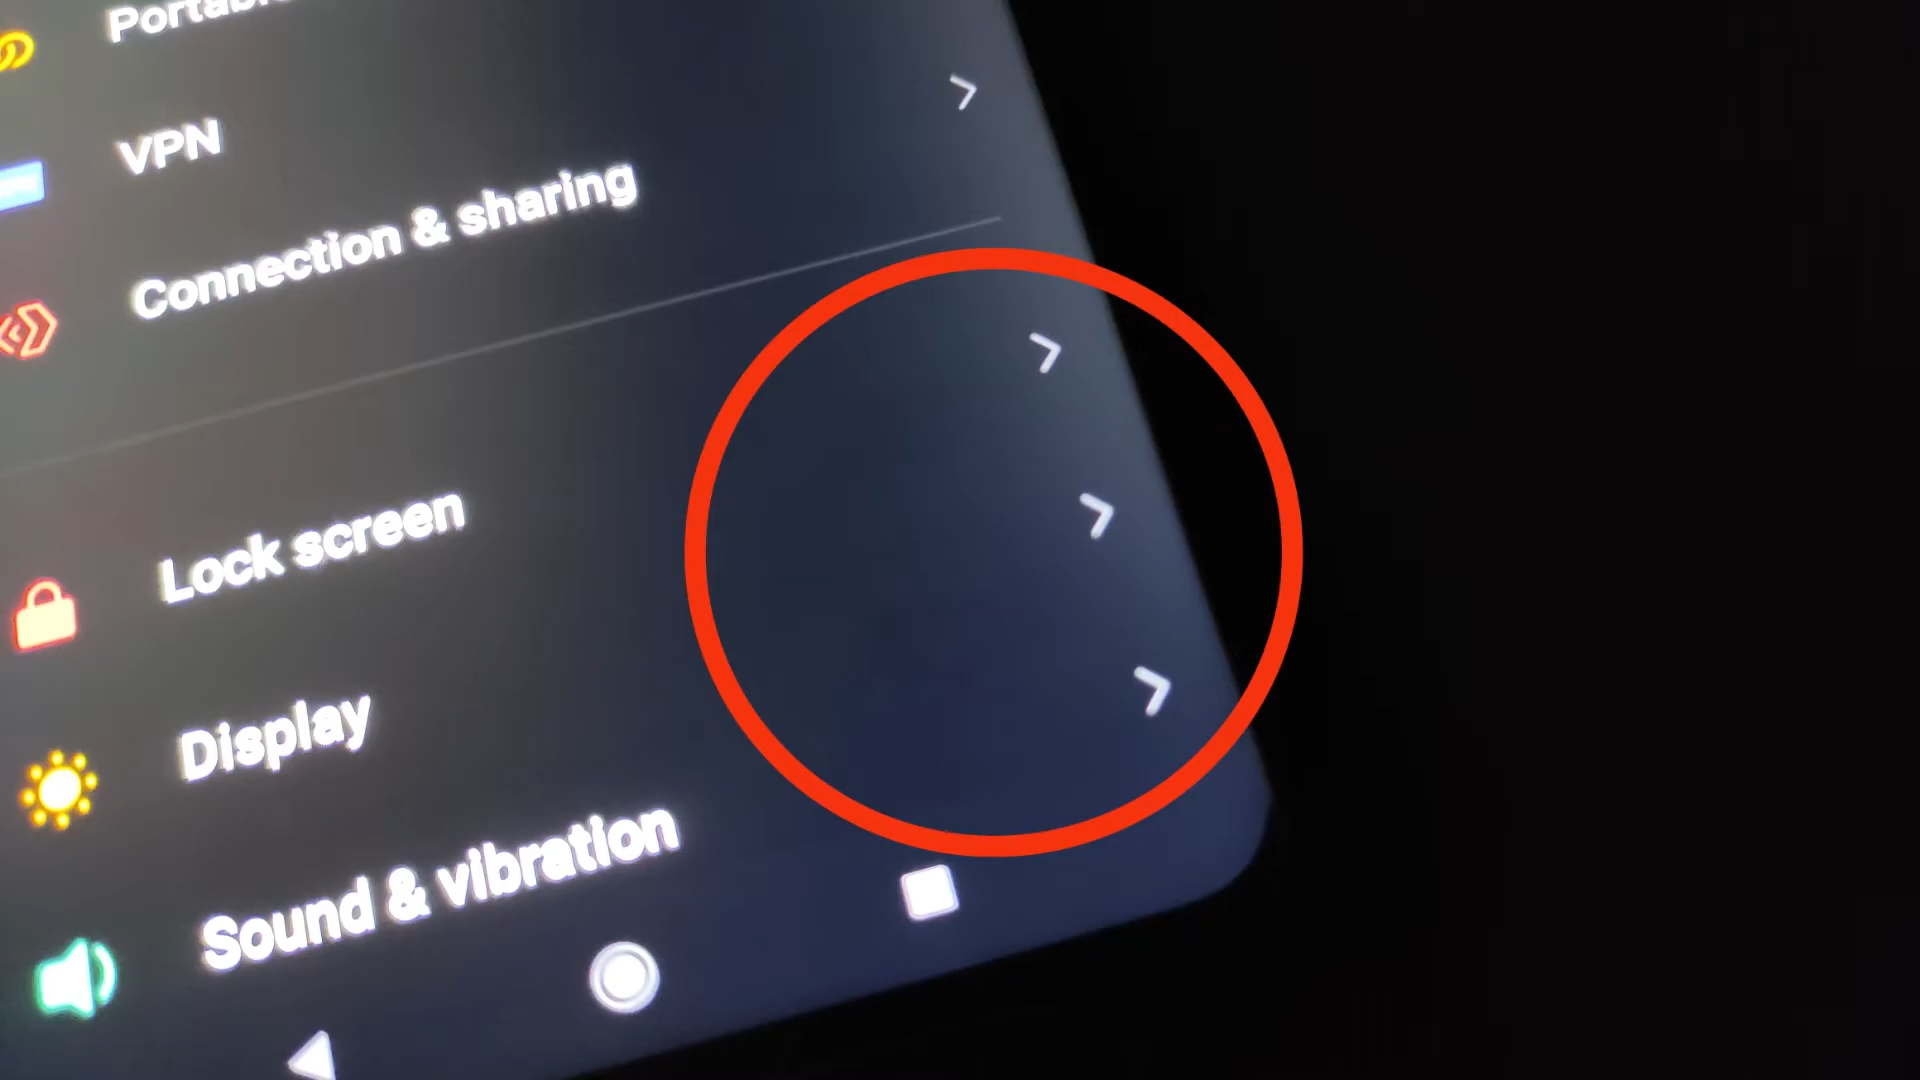 VPN
Connection & sharing
Lock screen
Display
Sound & vibration